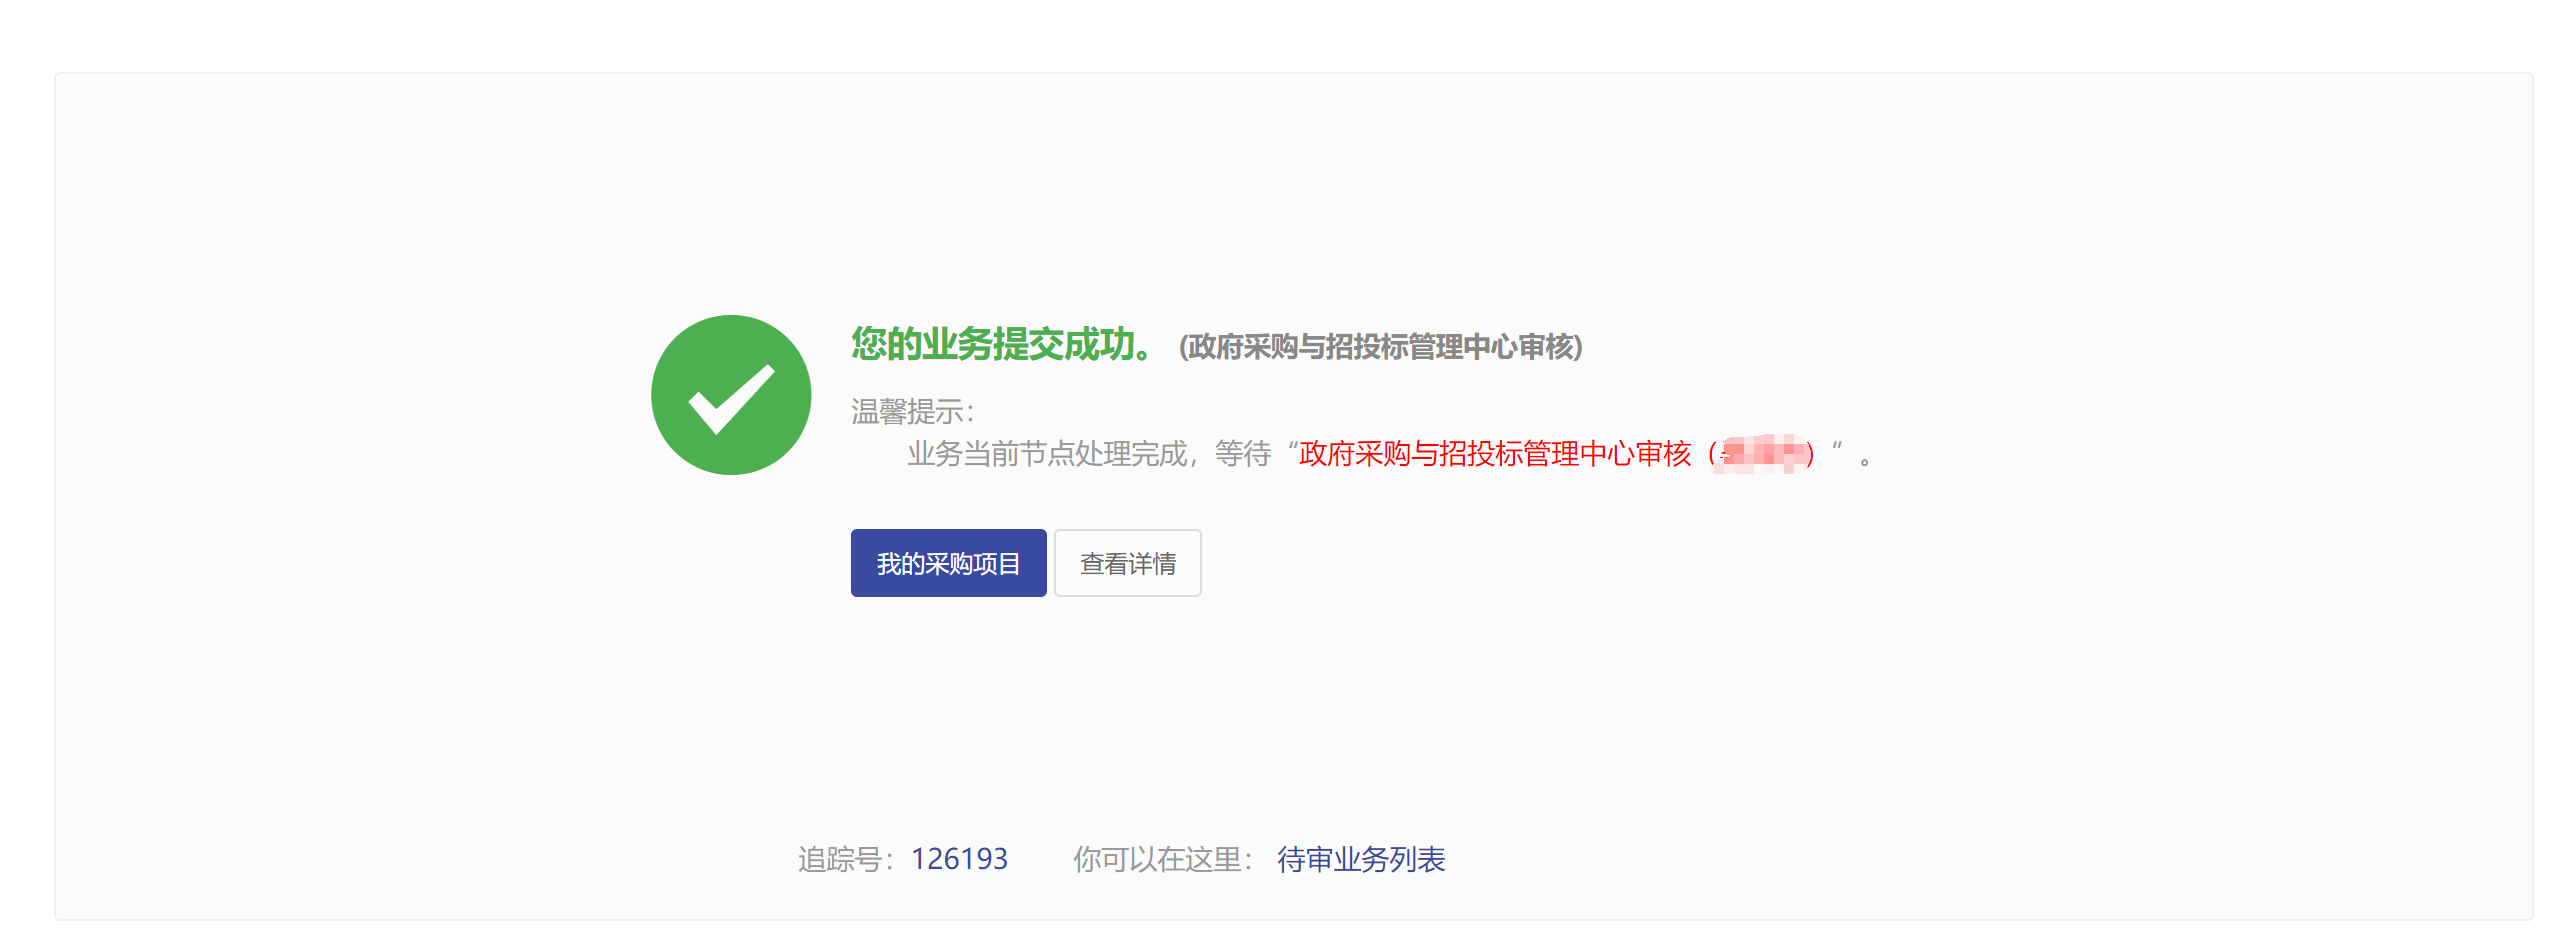 您的业务提交成功。 (政府采购与招投标管理中心审核)
温馨提示：
业务当前节点处理完成，等待“政府采购与招投标管理中心审核（）”。
我的采购项目 查看详情
追踪号：126193 你可以在这里： 待审业务列表